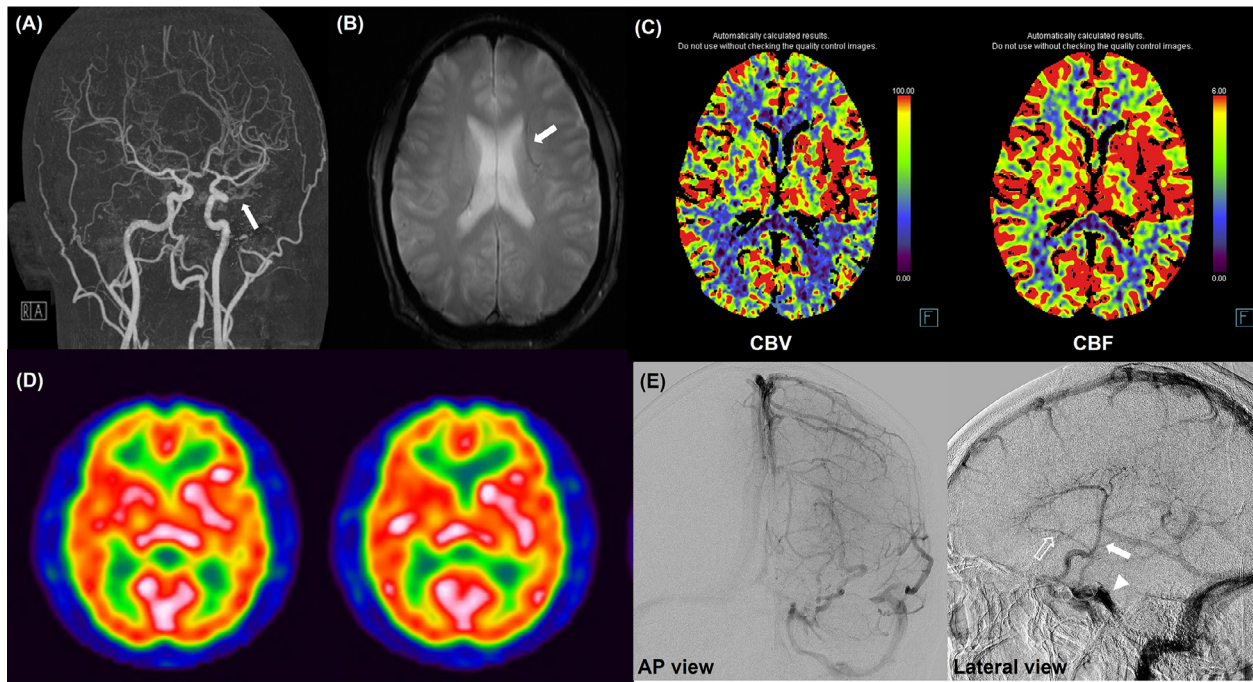 (A)
(B)
(C)
Automatically calculated results.
Do not use without checking the quality control images.
Automatically calculated results.
Do not use without checking the quality control images.
100.00
6.00
0.00
0.00
RA
F
F
CBV
CBF
(D)
(E)
AP view
Lateral view